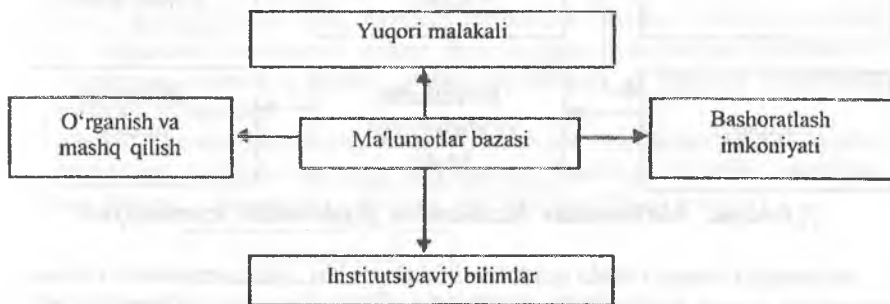 Yuqori malakali
O‘rganish va
mashq qilish
Ma'lumotlar bazasi
Bashoratlash
imkoniyati
Institutsiyaviy bilimlar